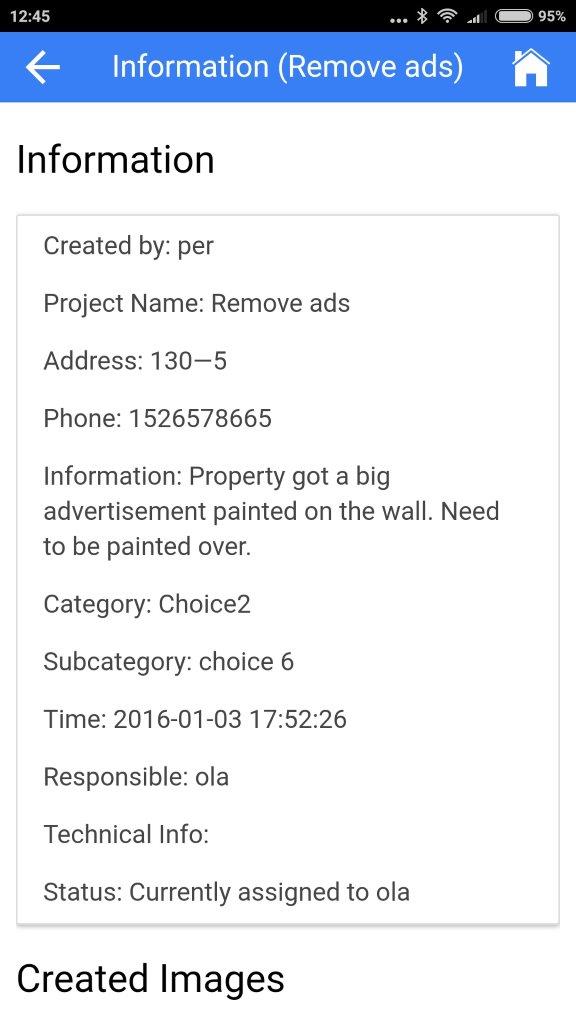 12:45 ... 95%
Information (Remove ads)
Information
Created by: per
Project Name: Remove ads
Address: 130—5
Phone: 1526578665
Information: Property got a big
advertisement painted on the wall. Need
to be painted over.
Category: Choice2
Subcategory: choice 6
Time: 2016-01-03 17:52:26
Responsible: ola
Technical Info:
Status: Currently assigned to ola
Created Images